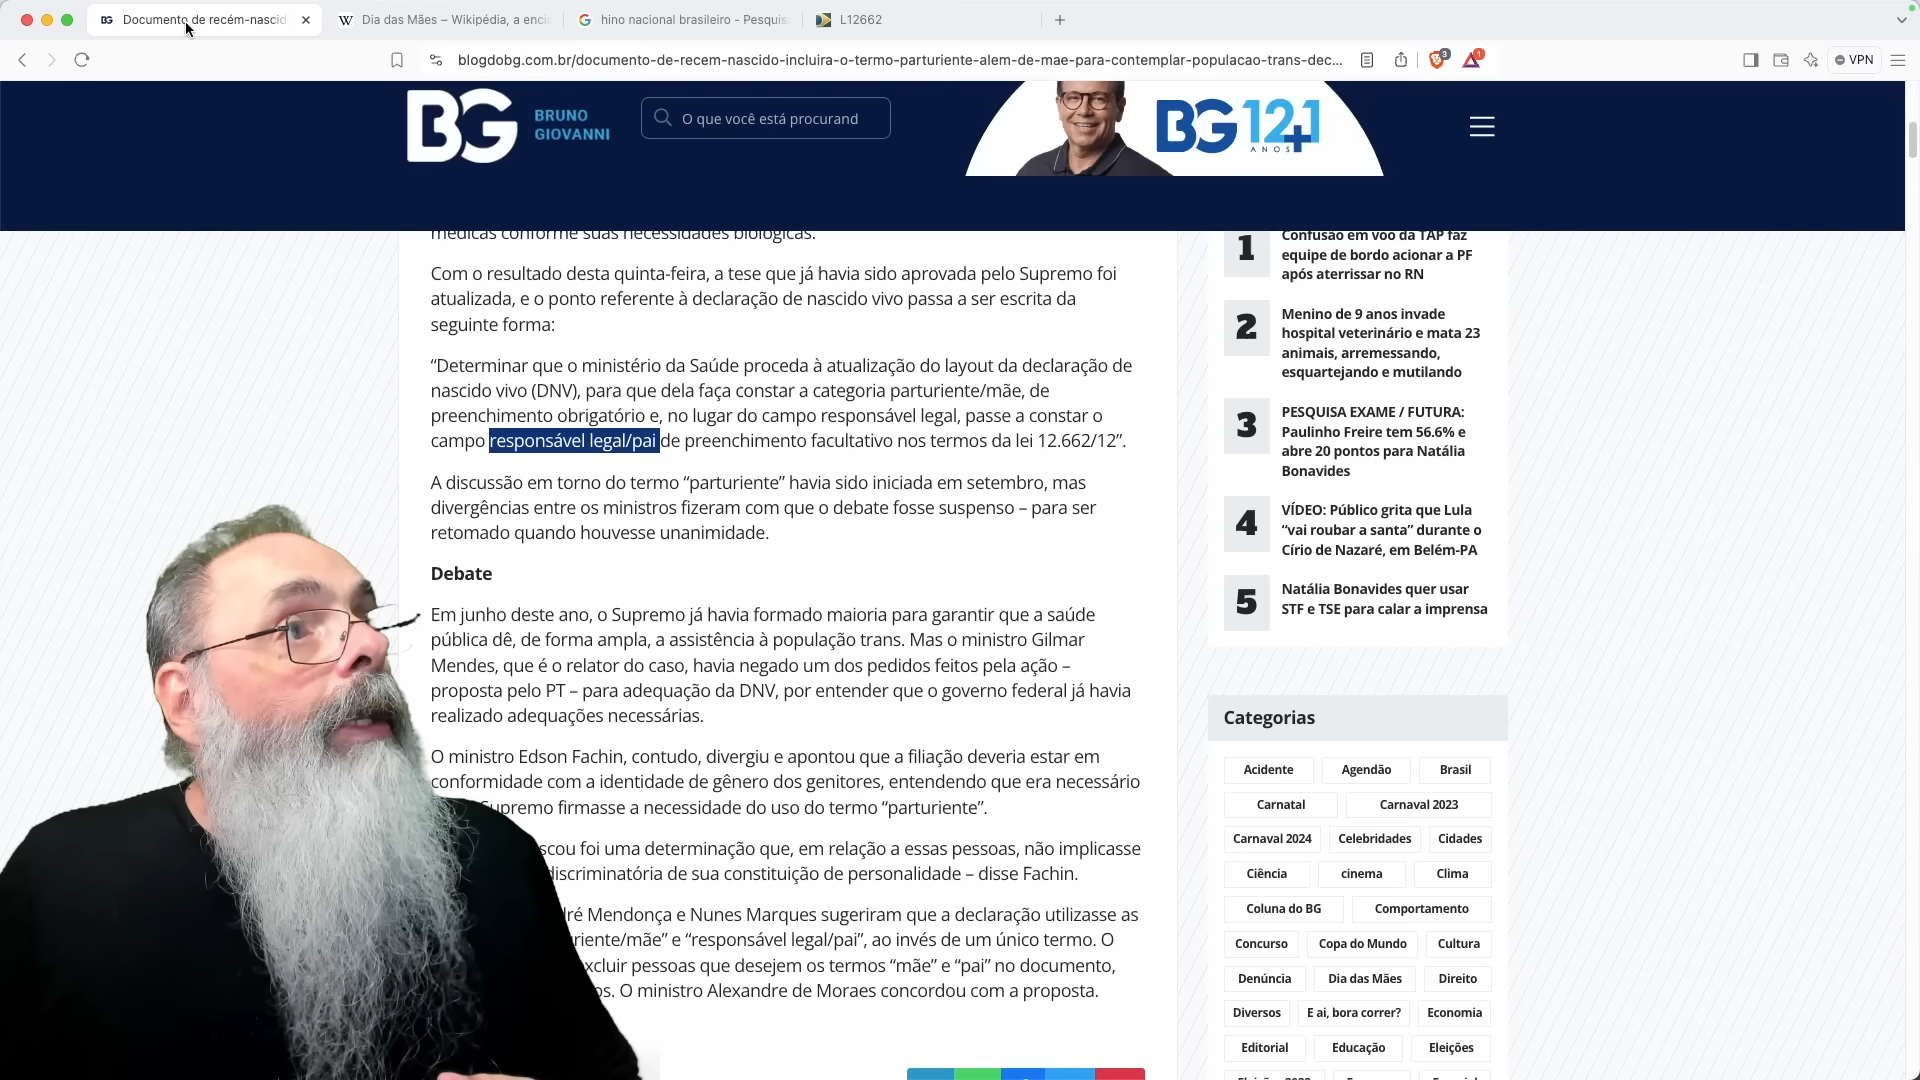 BG Documento de recém-nascid
W Dia das Mães – Wikipédia, a enci
G hino nacional brasileiro - Pesquis
L12662
blogdobg.com.br/documento-de-recem-nascido-incluira-o-termo-parturiente-alem-de-mae-para-contemplar-populacao-trans-dec...
3
1
VPN
BG
BRUNO
GIOVANNI
O que você está procurand
BG 12+1
ANOS
médicas conforme suas necessidades biológicas.
Com o resultado desta quinta-feira, a tese que já havia sido aprovada pelo Supremo foi
atualizada, e o ponto referente à declaração de nascido vivo passa a ser escrita da
seguinte forma:
“Determinar que o ministério da Saúde proceda à atualização do layout da declaração de
nascido vivo (DNV), para que dela faça constar a categoria parturiente/mãe, de
preenchimento obrigatório e, no lugar do campo responsável legal, passe a constar o
campo responsável legal/pai de preenchimento facultativo nos termos da lei 12.662/12”.
A discussão em torno do termo “parturiente” havia sido iniciada em setembro, mas
divergências entre os ministros fizeram com que o debate fosse suspenso – para ser
retomado quando houvesse unanimidade.
Debate
Em junho deste ano, o Supremo já havia formado maioria para garantir que a saúde
pública dê, de forma ampla, a assistência à população trans. Mas o ministro Gilmar
Mendes, que é o relator do caso, havia negado um dos pedidos feitos pela ação –
proposta pelo PT – para adequação da DNV, por entender que o governo federal já havia
realizado adequações necessárias.
O ministro Edson Fachin, contudo, divergiu e apontou que a filiação deveria estar em
conformidade com a identidade de gênero dos genitores, entendendo que era necessário
Supremo firmasse a necessidade do uso do termo “parturiente”.
scou foi uma determinação que, em relação a essas pessoas, não implicasse
discriminatória de sua constituição de personalidade – disse Fachin.
dré Mendonça e Nunes Marques sugeriram que a declaração utilizasse as
uriente/mãe” e “responsável legal/pai”, ao invés de um único termo. O
xcluir pessoas que desejem os termos “mãe” e “pai” no documento,
os. O ministro Alexandre de Moraes concordou com a proposta.
1 Confusão em voo da TAP faz
equipe de bordo acionar a PF
após aterrissar no RN
2 Menino de 9 anos invade
hospital veterinário e mata 23
animais, arremessando,
esquartejando e mutilando
3 PESQUISA EXAME / FUTURA:
Paulinho Freire tem 56.6% e
abre 20 pontos para Natália
Bonavides
4 VÍDEO: Público grita que Lula
“vai roubar a santa” durante o
Círio de Nazaré, em Belém-PA
5 Natália Bonavides quer usar
STF e TSE para calar a imprensa
Categorias
Acidente Agendão Brasil
Carnatal Carnaval 2023
Carnaval 2024 Celebridades Cidades
Ciência cinema Clima
Coluna do BG Comportamento
Concurso Copa do Mundo Cultura
Denúncia Dia das Mães Direito
Diversos E ai, bora correr? Economia
Editorial Educação Eleições